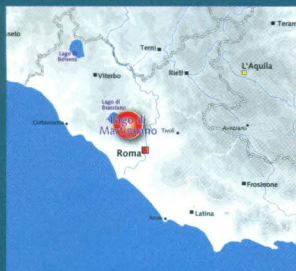 Teram
Terni
Lago di
Bolsena
Viterbo
Rieti
L'Aquila
Lago di
Bracciano
Civitavecchia
Lago di
Martignano
Tivoli
Avezzano
Roma
Frosinone
Latina
Anzio